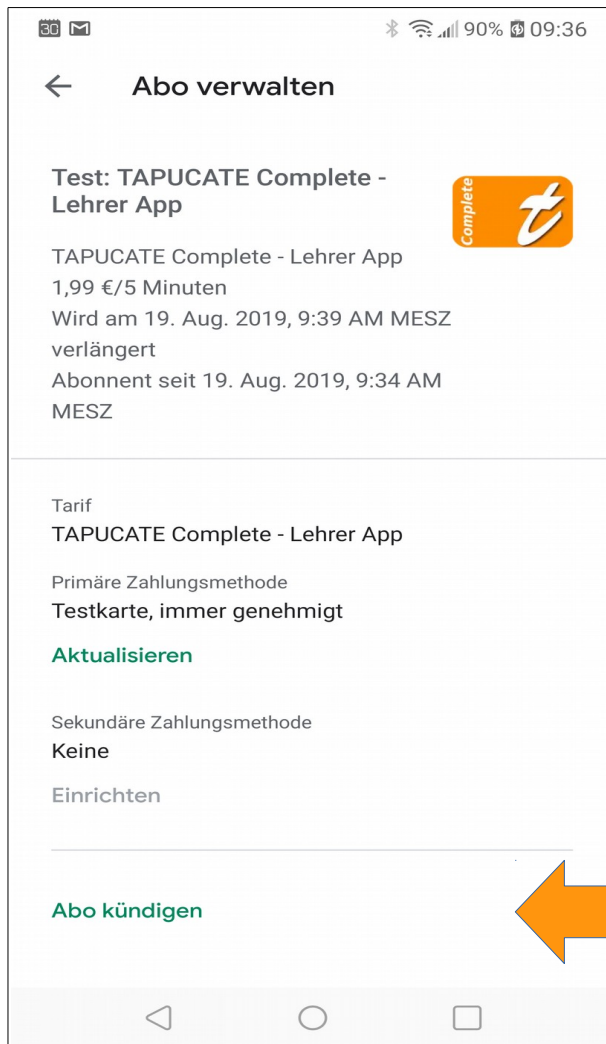 30 90% 09:36
Abo verwalten
Test: TAPUCATE Complete -
Lehrer App
Complete
t
TAPUCATE Complete - Lehrer App
1,99 €/5 Minuten
Wird am 19. Aug. 2019, 9:39 AM MESZ
verlängert
Abonnent seit 19. Aug. 2019, 9:34 AM
MESZ
Tarif
TAPUCATE Complete - Lehrer App
Primäre Zahlungsmethode
Testkarte, immer genehmigt
Aktualisieren
Sekundäre Zahlungsmethode
Keine
Einrichten
Abo kündigen